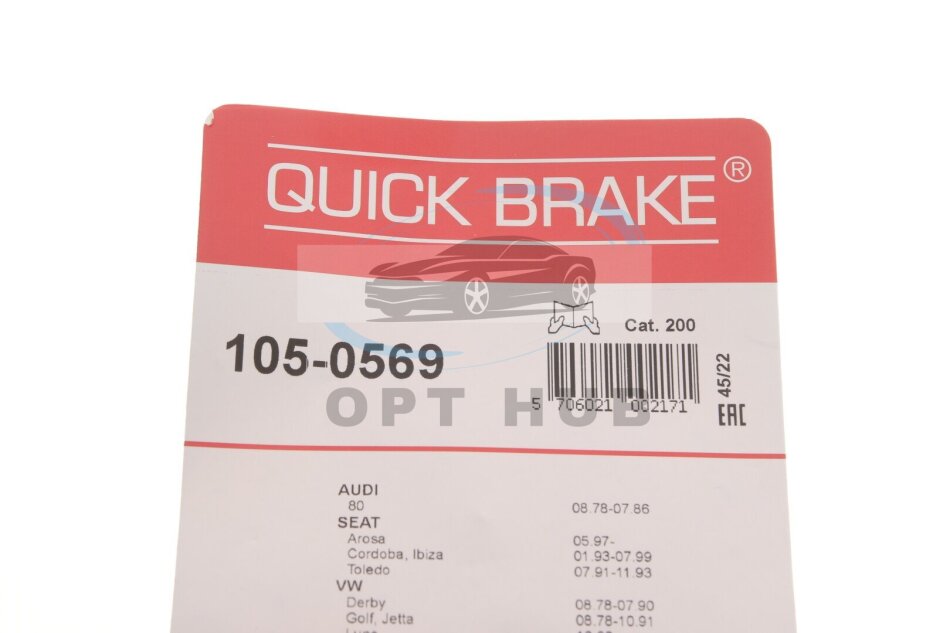 QUICK BRAKE®
105-0569
Cat. 200
5 706021 002171
45/22
EAC
OPT HUB
AUDI
80 08.78-07.86
SEAT
Arosa 05.97-
Cordoba, Ibiza 01.93-07.99
Toledo 07.91-11.93
VW
Derby 08.78-07.90
Golf, Jetta 08.78-10.91